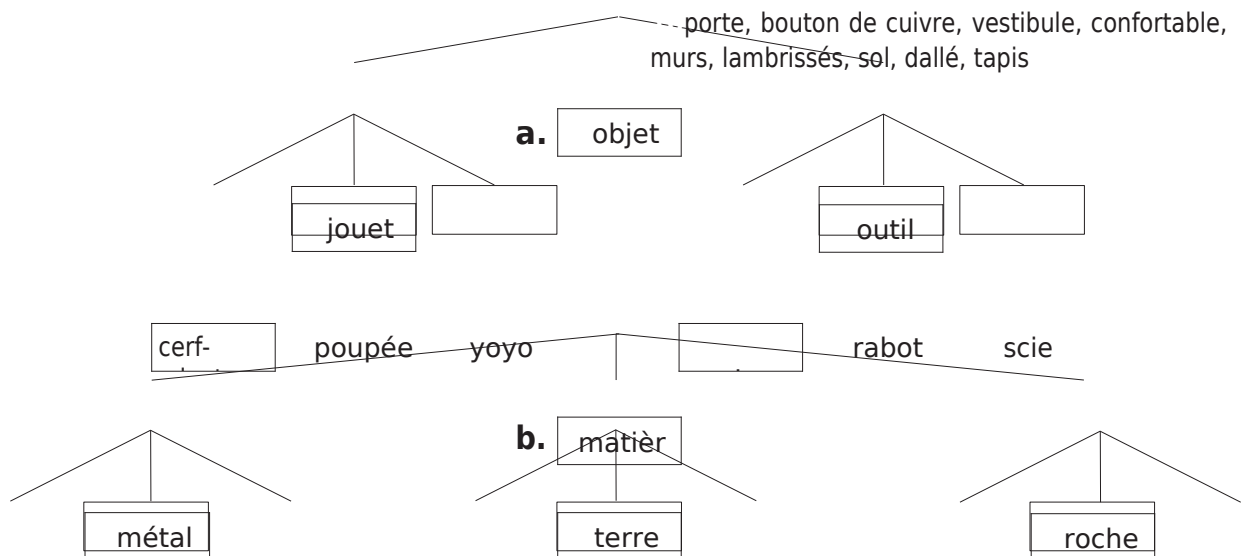 porte, bouton de cuivre, vestibule, confortable,
murs, lambrissés, sol, dallé, tapis
a. objet
jouet outil
cerf- poupée yoyo rabot scie
b. matièr
métal terre roche